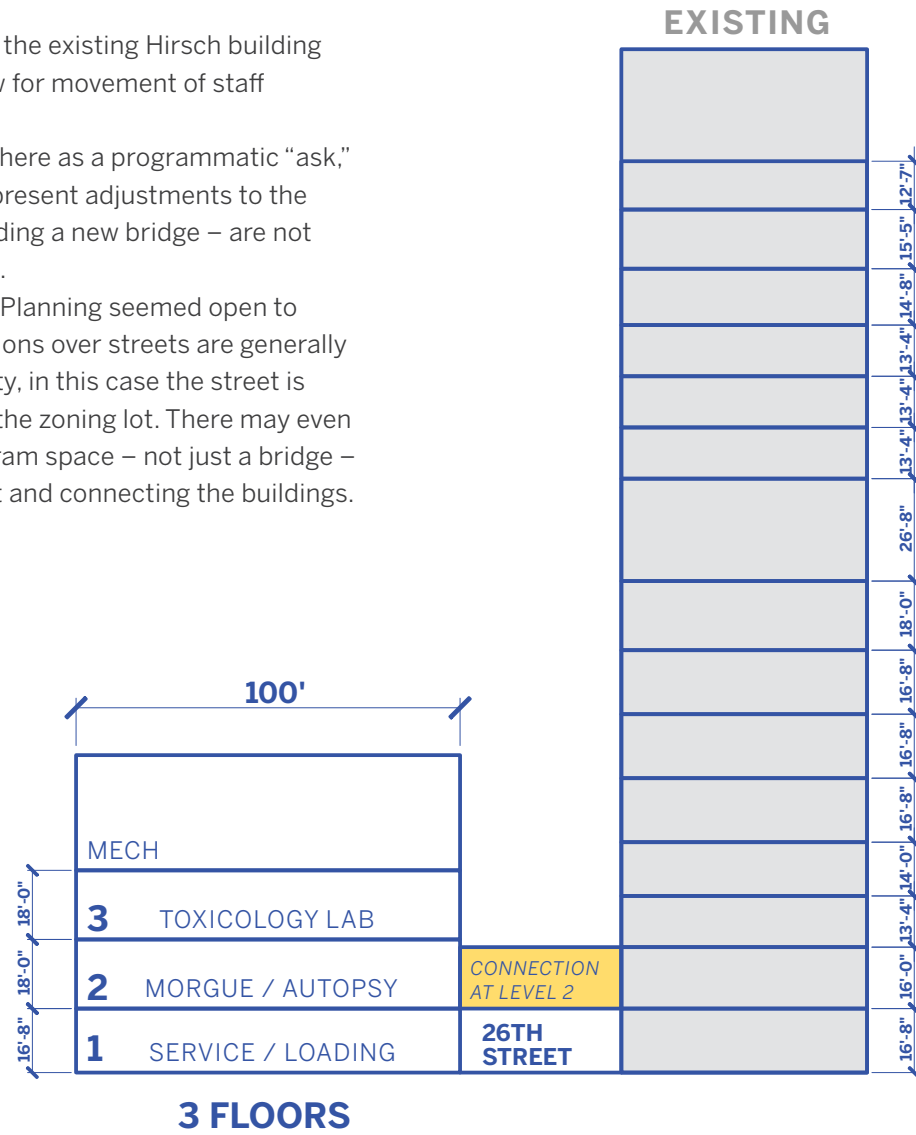 EXISTING
the existing Hirsch building
for movement of staff
here as a programmatic “ask,”
present adjustments to the
ding a new bridge – are not
.
Planning seemed open to
ons over streets are generally
ty, in this case the street is
the zoning lot. There may even
ram space – not just a bridge –
t and connecting the buildings.
12'-7"
15'-5"
14'-8"
13'-4"
13'-4"
13'-4"
26'-8"
18'-0"
16'-8"
16'-8"
16'-8"
14'-0"
13'-4"
16'-0"
16'-8"
100'
MECH
18'-0"
3 TOXICOLOGY LAB
18'-0"
2 MORGUE / AUTOPSY
CONNECTION
AT LEVEL 2
16'-8"
1 SERVICE / LOADING
26TH
STREET
3 FLOORS